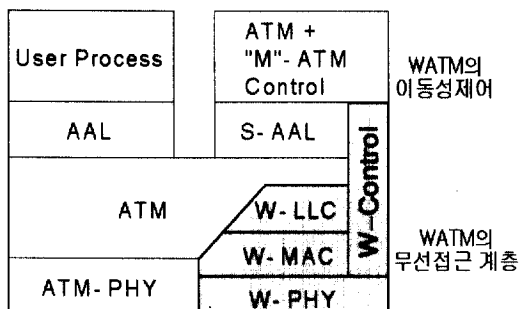 User Process
ATM +
"M"- ATM
Control
WATM의
이동성제어
AAL
S- AAL
W-Control
ATM
W- LLC
W- MAC
WATM의
무선접근 계층
ATM- PHY
W- PHY